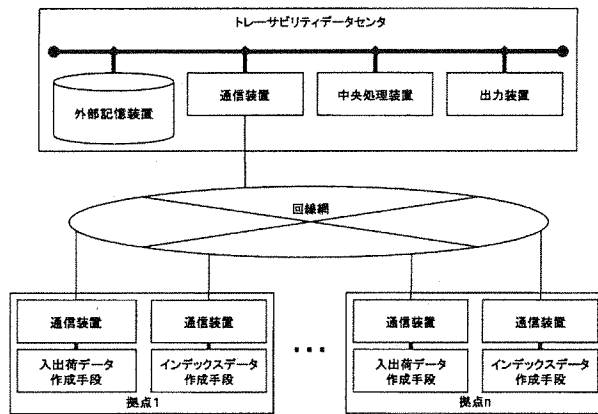 トレーサビリティデータセンタ
外部記憶装置
通信装置
中央処理装置
出力装置
回線網
通信装置
通信装置
通信装置
通信装置
入出荷データ
作成手段
インデックスデータ
作成手段
・・・
入出荷データ
作成手段
インデックスデータ
作成手段
拠点1
拠点n